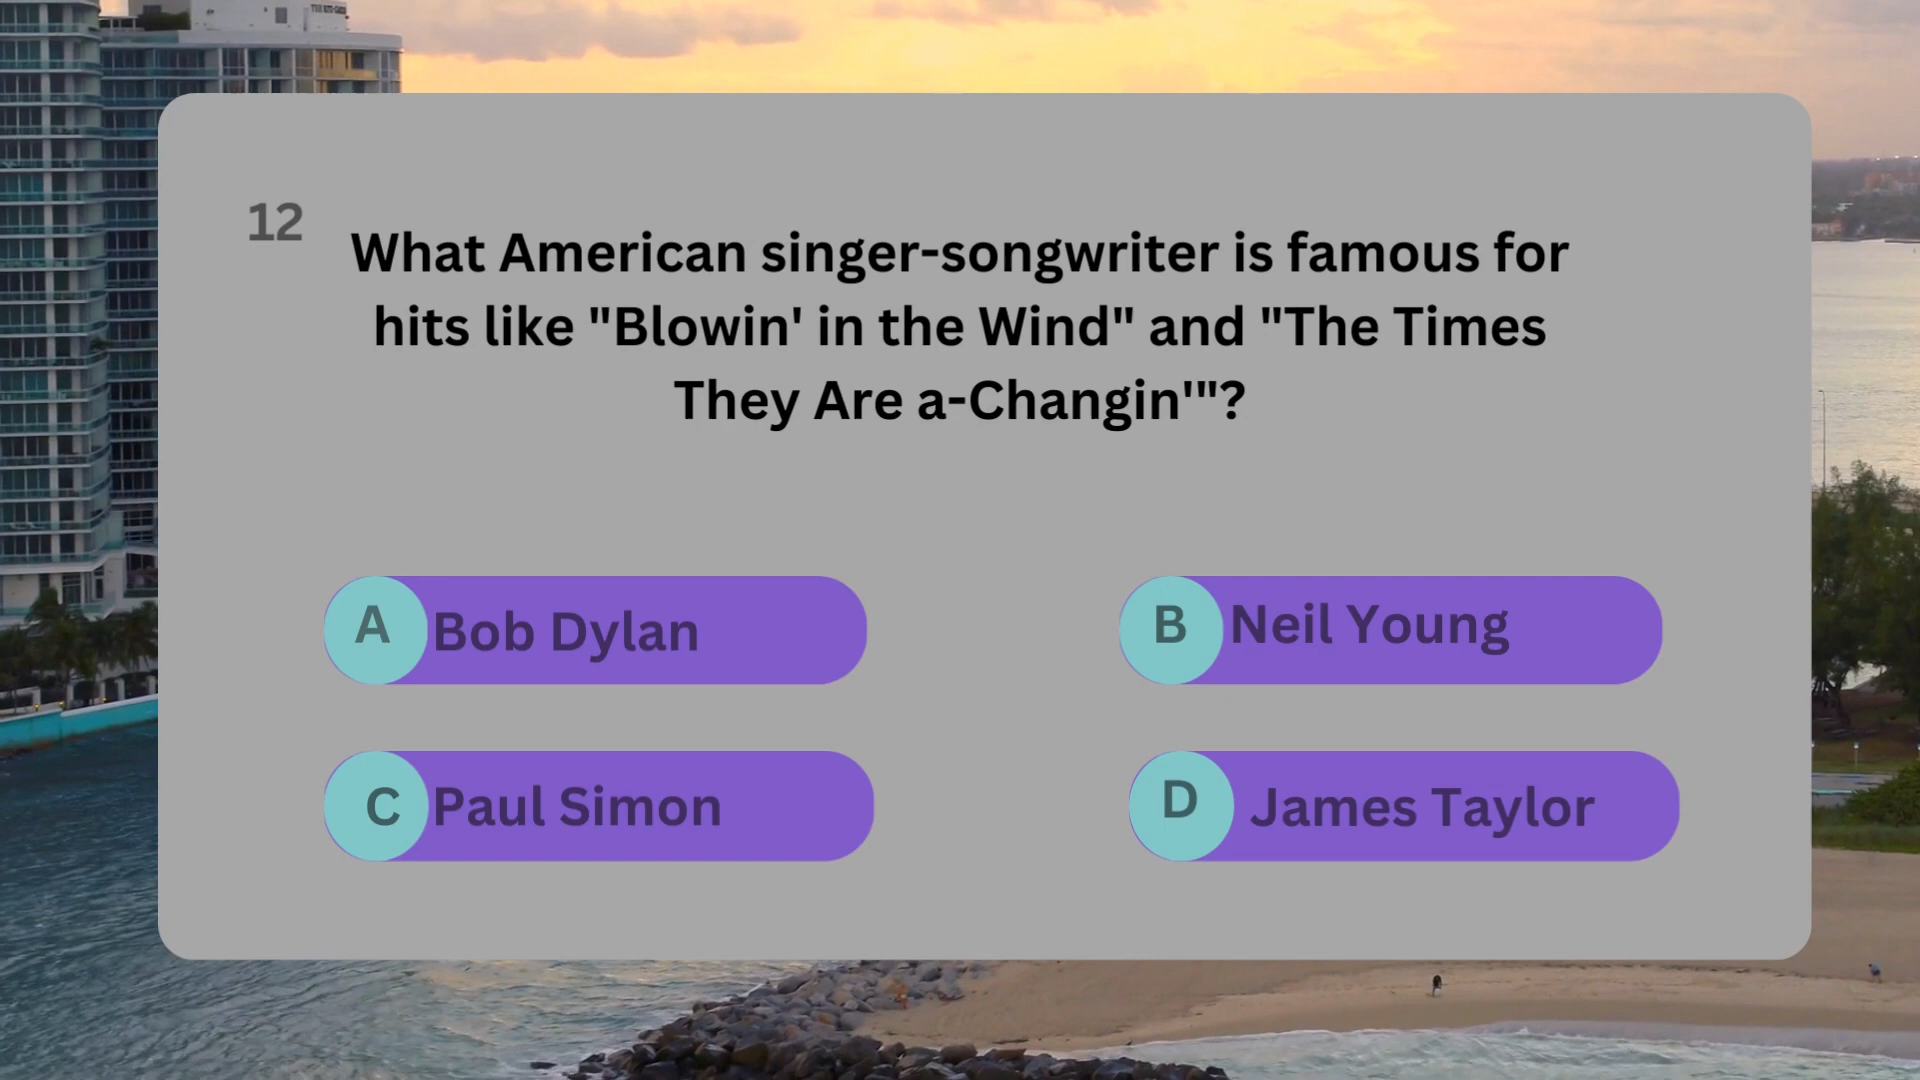 12
What American singer-songwriter is famous for
hits like "Blowin' in the Wind" and "The Times
They Are a-Changin'"?
A Bob Dylan
B Neil Young
C Paul Simon
D James Taylor